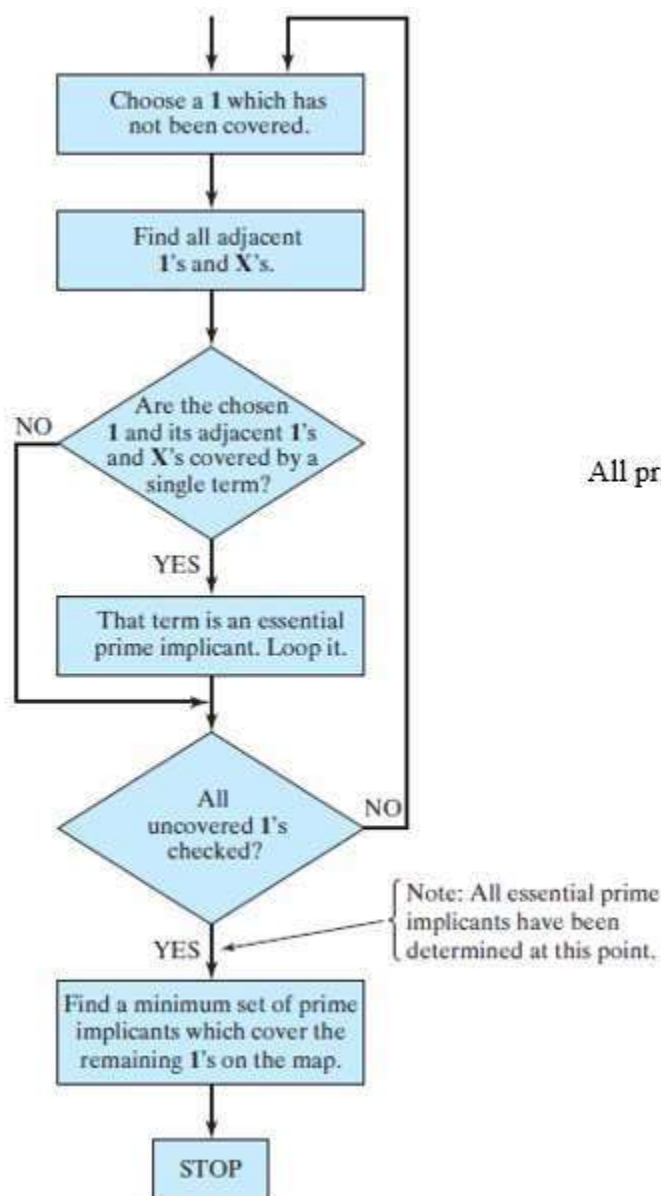 Choose a 1 which has
not been covered.
Find all adjacent
1's and X's.
Are the chosen
1 and its adjacent 1's
and X's covered by a
single term?
NO
YES
That term is an essential
prime implicant. Loop it.
All
uncovered 1's
checked?
NO
YES
Note: All essential prime
implicants have been
determined at this point.
Find a minimum set of prime
implicants which cover the
remaining 1's on the map.
STOP
All pr